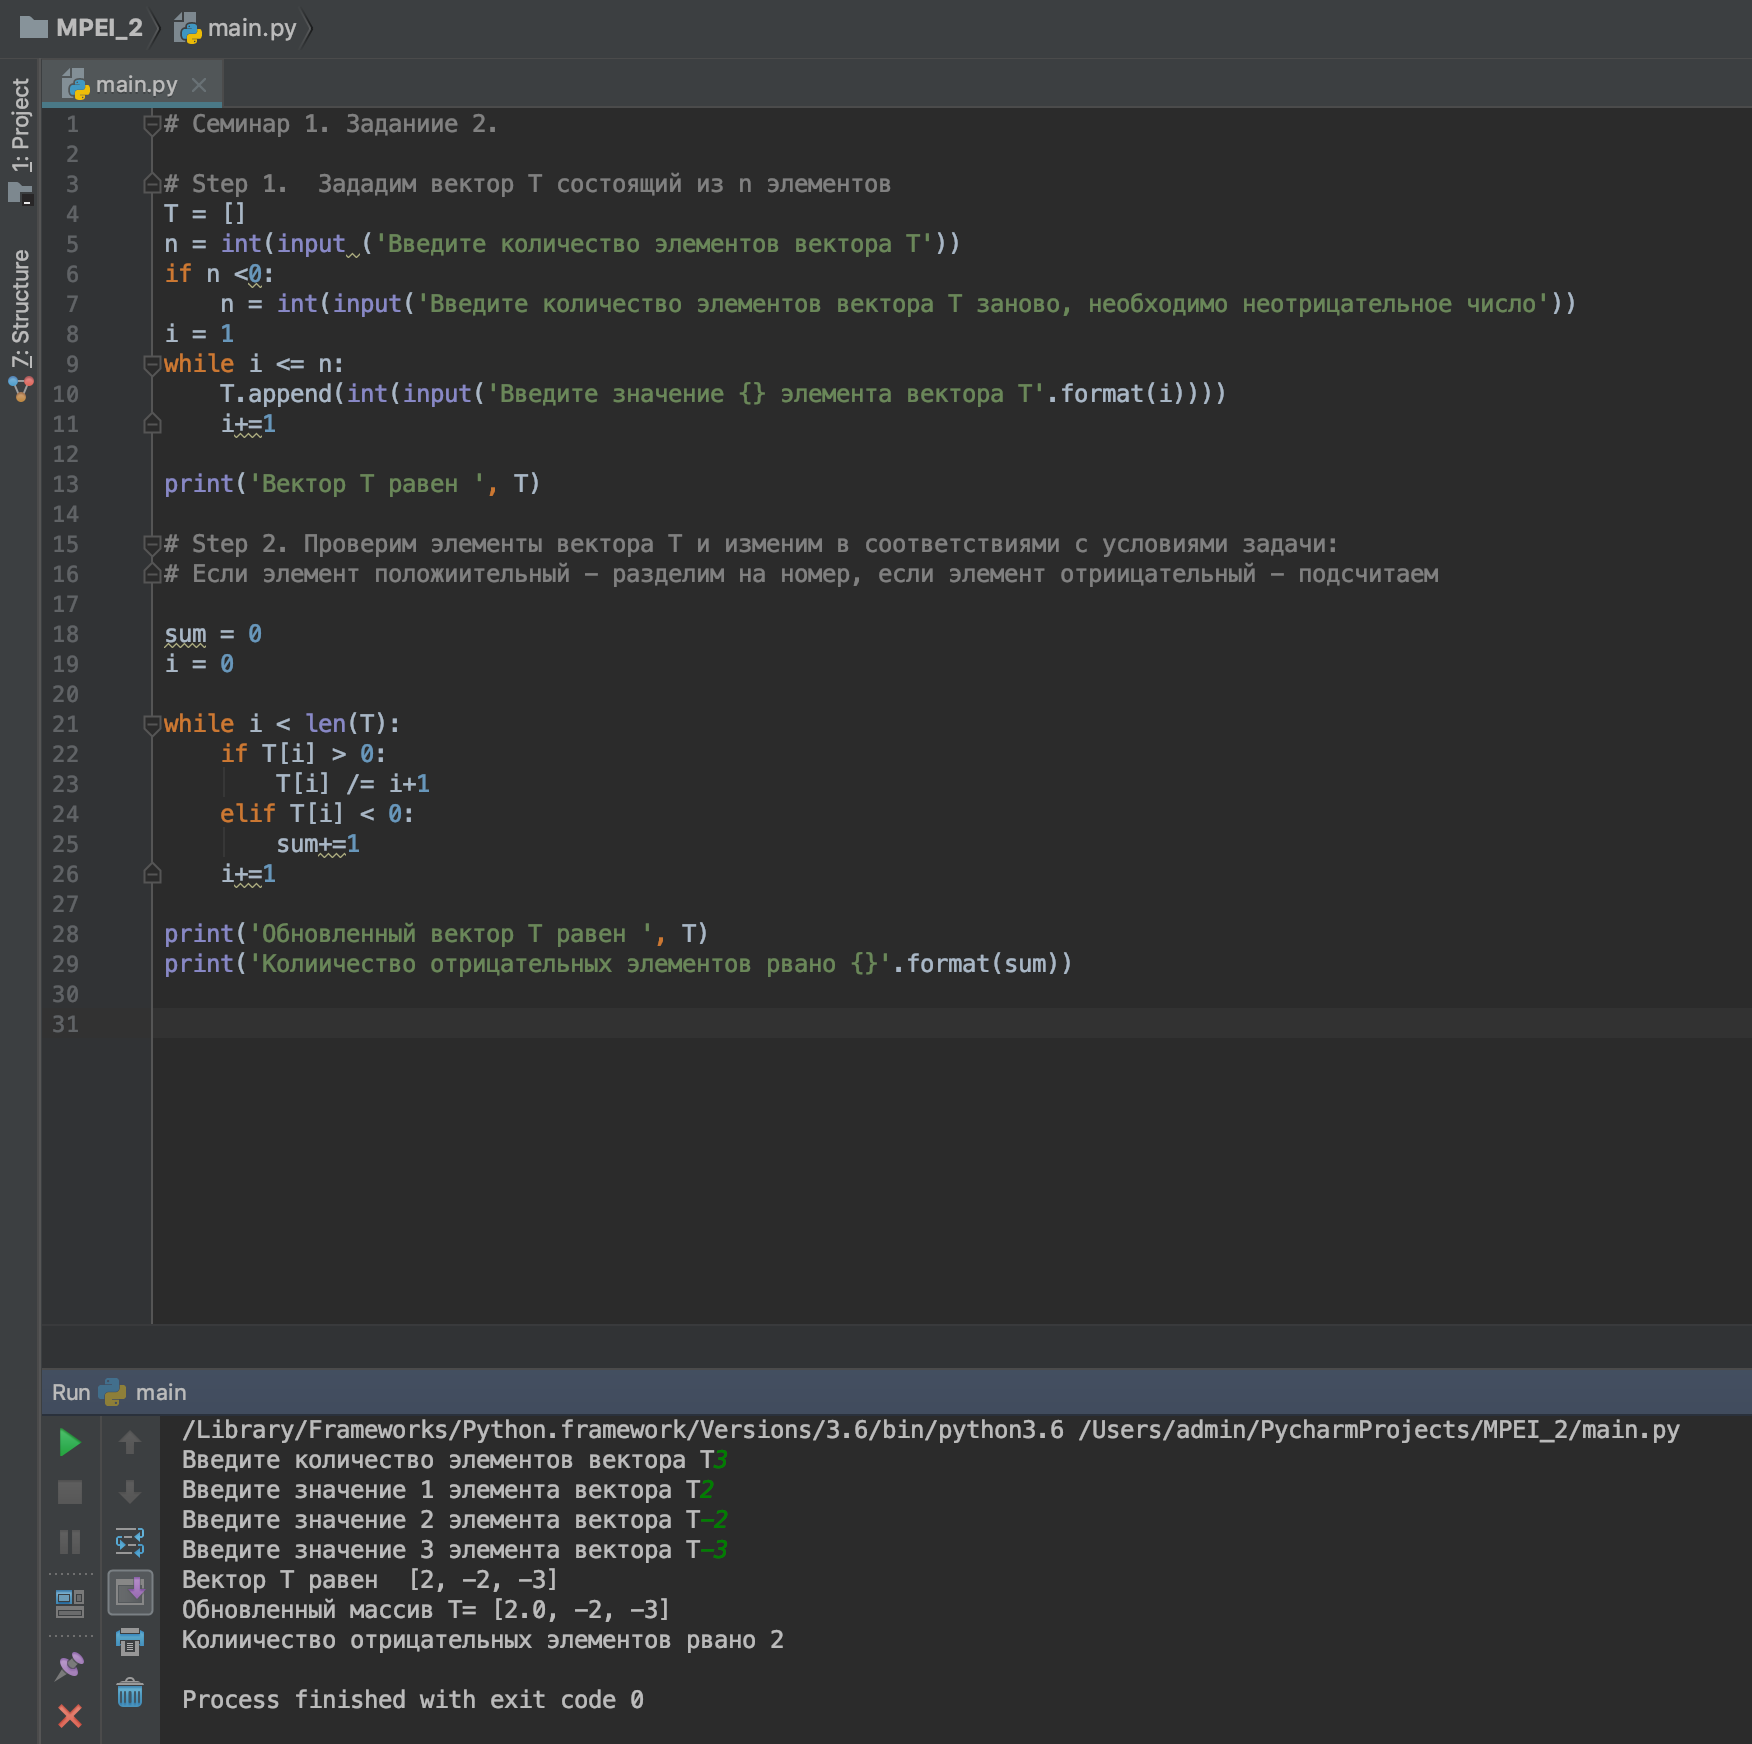 MPEI_2 main.py
main.py
1: Project
7: Structure
1 # Семинар 1. Заданиие 2.
2
3 # Step 1.  Зададим вектор T состоящий из n элементов
4 T = []
5 n = int(input ('Введите количество элементов вектора T'))
6 if n <0:
7     n = int(input('Введите количество элементов вектора T заново, необходимо неотрицательное число'))
8 i = 1
9 while i <= n:
10     T.append(int(input('Введите значение {} элемента вектора T'.format(i))))
11     i+=1
12
13 print('Вектор T равен ', T)
14
15 # Step 2. Проверим элементы вектора T и изменим в соответствиями с условиями задачи:
16 # Если элемент положиительный – разделим на номер, если элемент отриицательный – подсчитаем
17
18 sum = 0
19 i = 0
20
21 while i < len(T):
22     if T[i] > 0:
23         T[i] /= i+1
24     elif T[i] < 0:
25         sum+=1
26     i+=1
27
28 print('Обновленный вектор T равен ', T)
29 print('Колиичество отрицательных элементов рвано {}'.format(sum))
30
31
Run main
/Library/Frameworks/Python.framework/Versions/3.6/bin/python3.6 /Users/admin/PycharmProjects/MPEI_2/main.py
Введите количество элементов вектора T3
Введите значение 1 элемента вектора T2
Введите значение 2 элемента вектора T-2
Введите значение 3 элемента вектора T-3
Вектор T равен  [2, -2, -3]
Обновленный массив T= [2.0, -2, -3]
Колиичество отрицательных элементов рвано 2
Process finished with exit code 0